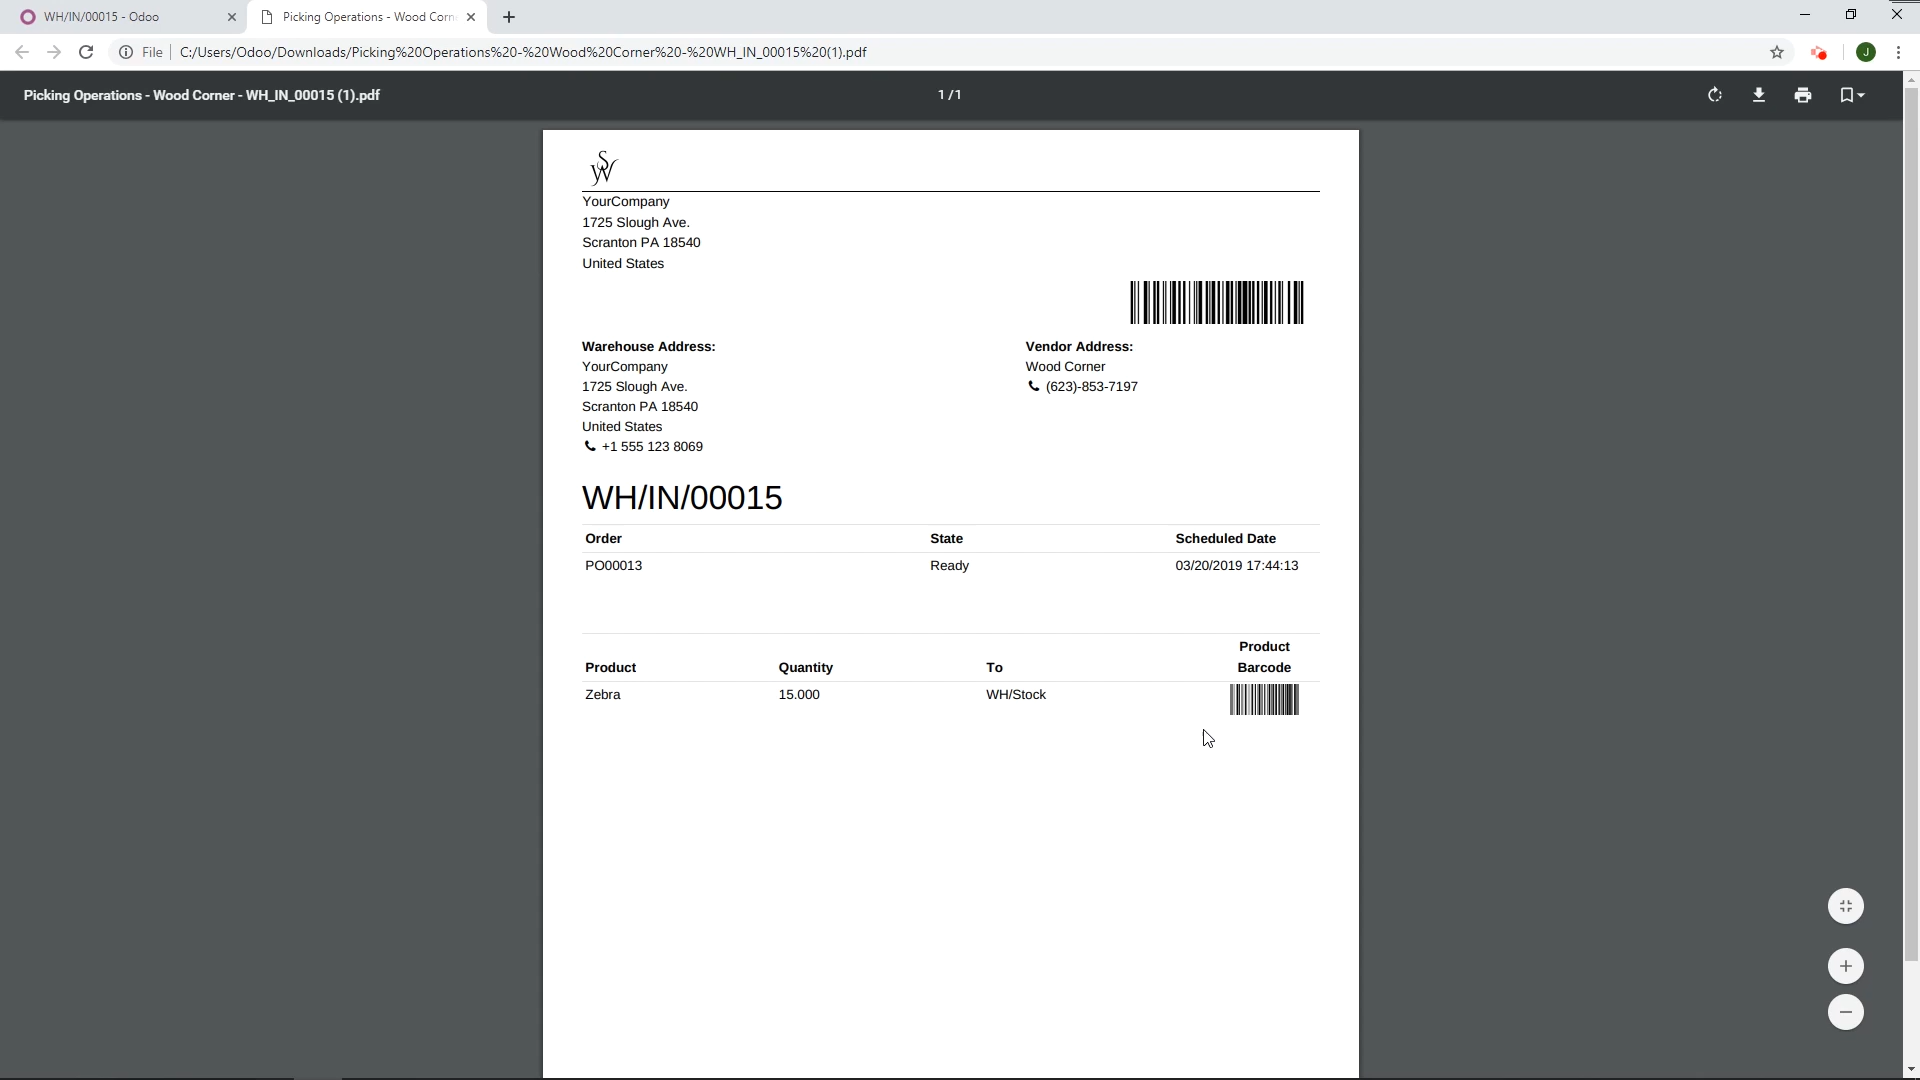 WH/IN/00015 - Odoo
Picking Operations - Wood Corn
File
C:/Users/Odoo/Downloads/Picking%20Operations%20-%20Wood%20Corner%20-%20WH_IN_00015%20(1).pdf
J
Picking Operations - Wood Corner - WH_IN_00015 (1).pdf
1 / 1
SW
YourCompany
1725 Slough Ave.
Scranton PA 18540
United States
Warehouse Address:
YourCompany
1725 Slough Ave.
Scranton PA 18540
United States
+1 555 123 8069
Vendor Address:
Wood Corner
(623)-853-7197
WH/IN/00015
Order State Scheduled Date
PO00013 Ready 03/20/2019 17:44:13
Product Quantity To Product Barcode
Zebra 15.000 WH/Stock